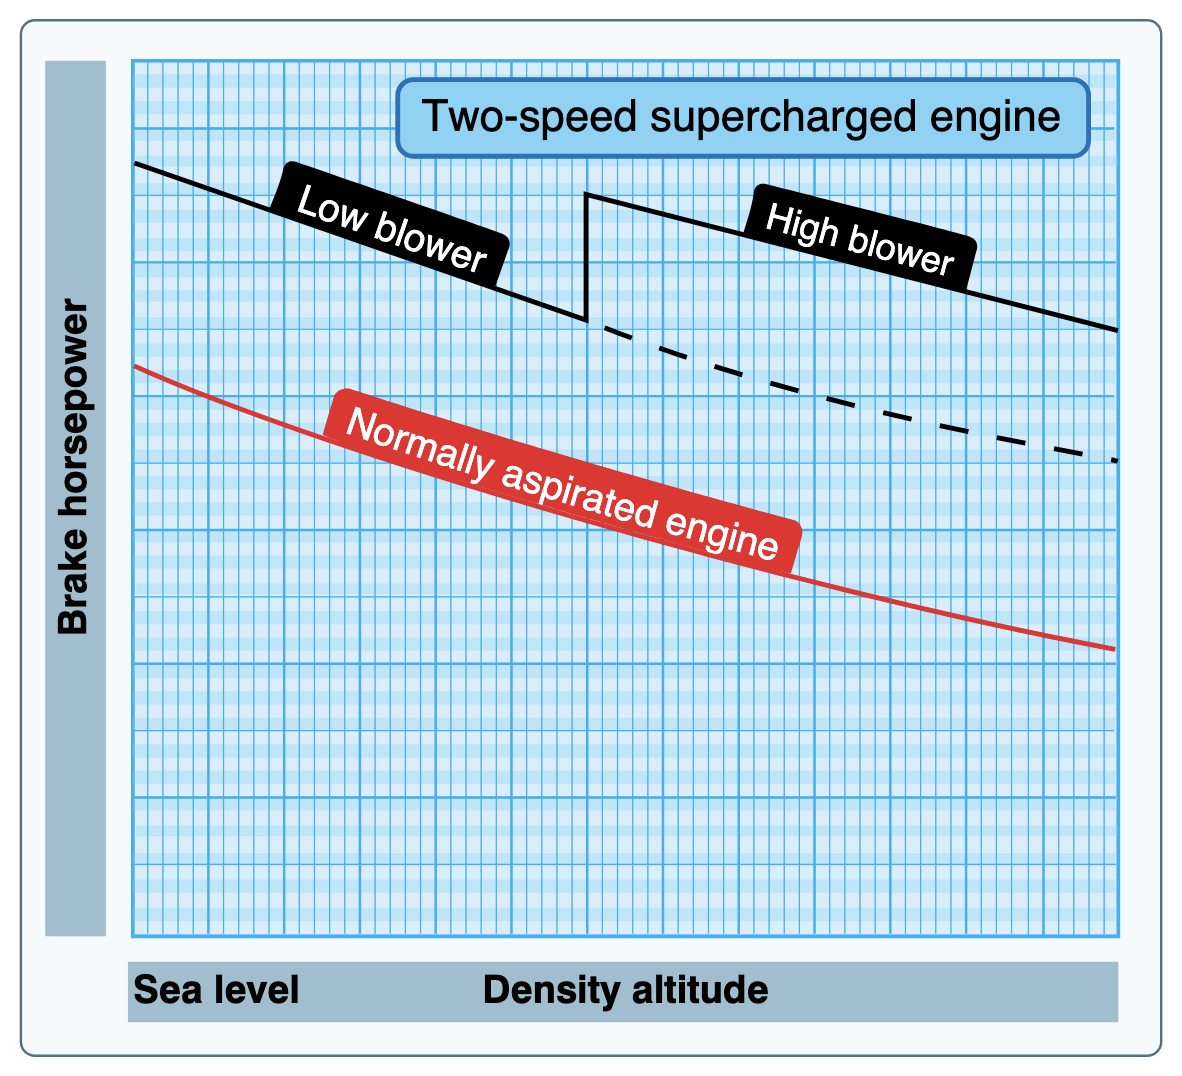 Two-speed supercharged engine
Low blower
High blower
Normally aspirated engine
Brake horsepower
Sea level
Density altitude